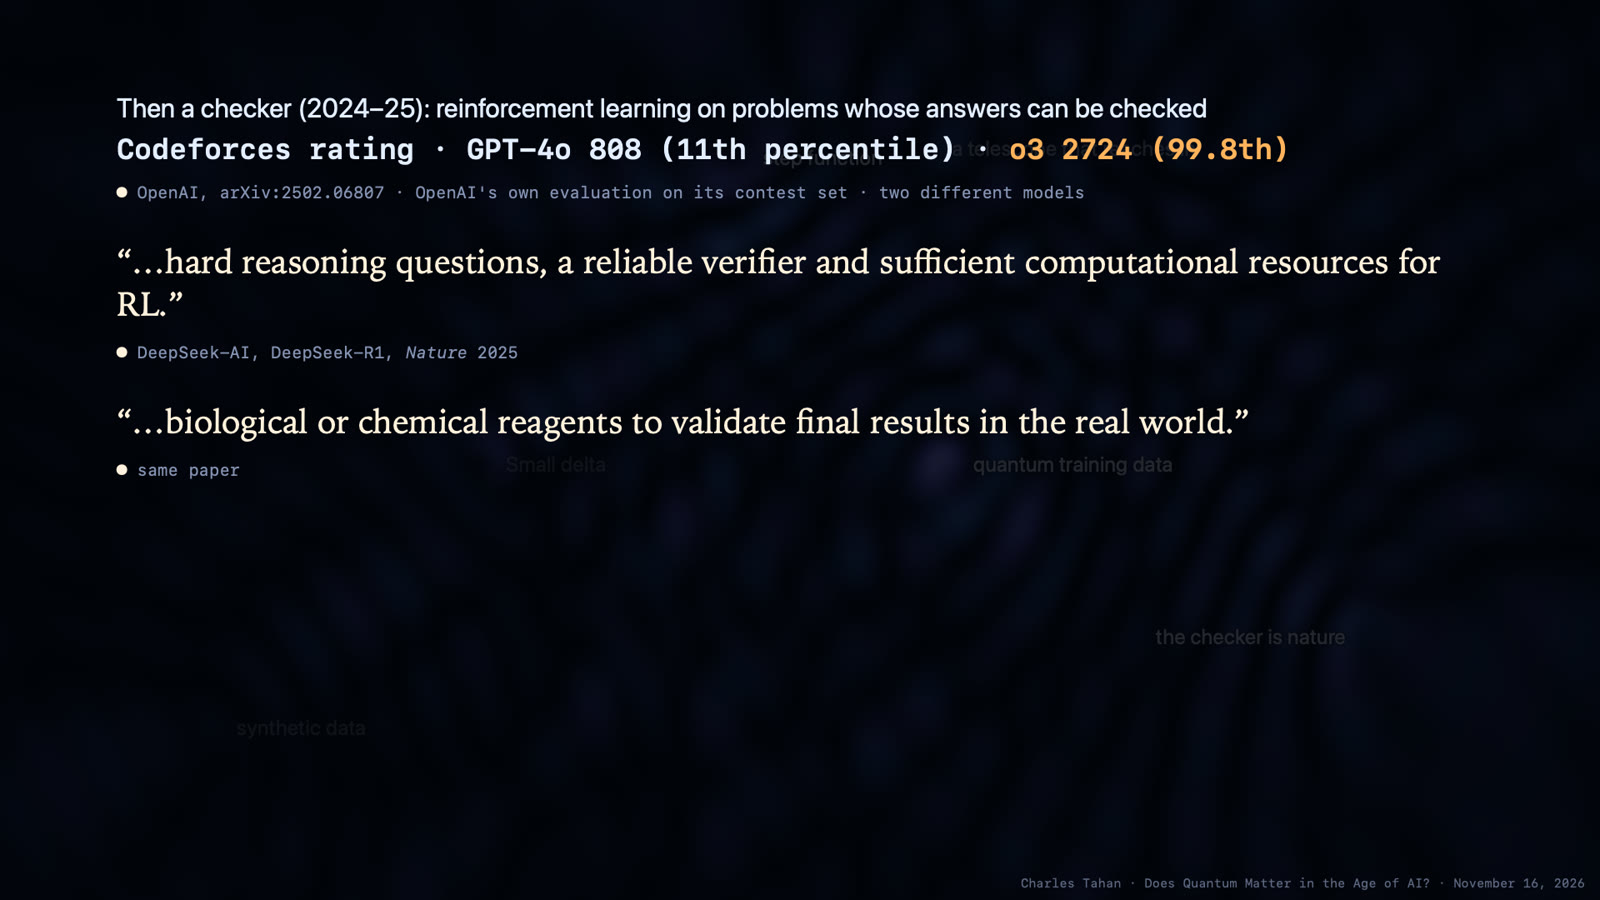 Then a checker (2024–25): reinforcement learning on problems whose answers can be checked
Codeforces rating · GPT-4o 808 (11th percentile) · o3 2724 (99.8th)
step function
a teles
OpenAI, arXiv:2502.06807 · OpenAI's own evaluation on its contest set · two different models
“…hard reasoning questions, a reliable verifier and sufficient computational resources for
RL.”
DeepSeek-AI, DeepSeek-R1, Nature 2025
“…biological or chemical reagents to validate final results in the real world.”
Small delta
quantum training data
same paper
the checker is nature
synthetic data
Charles Tahan · Does Quantum Matter in the Age of AI? · November 16, 2026